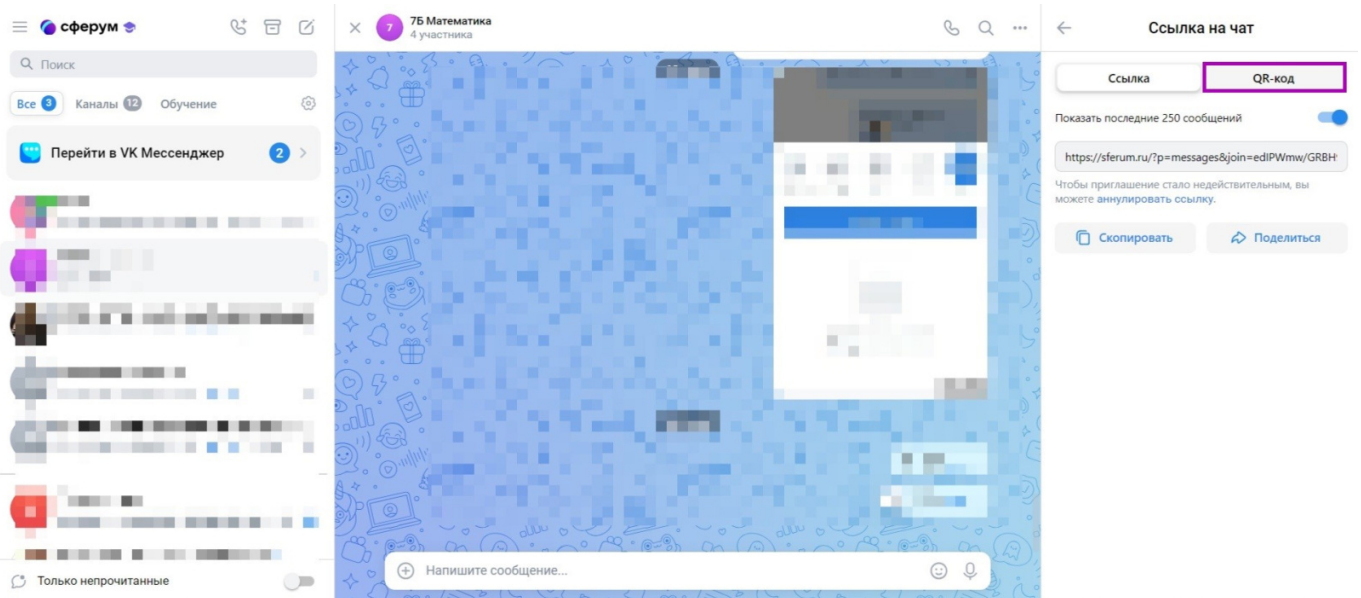 сферум
Поиск
Все 3 Каналы 12 Обучение
Перейти в VK Мессенджер 2
Только непрочитанные
7
7Б Математика
4 участника
Напишите сообщение...
Ссылка на чат
Ссылка QR-код
Показать последние 250 сообщений
https://sferum.ru/?p=messages&join=edIPWmw/GRBH
Чтобы приглашение стало недействительным, вы
можете аннулировать ссылку.
Скопировать Поделиться